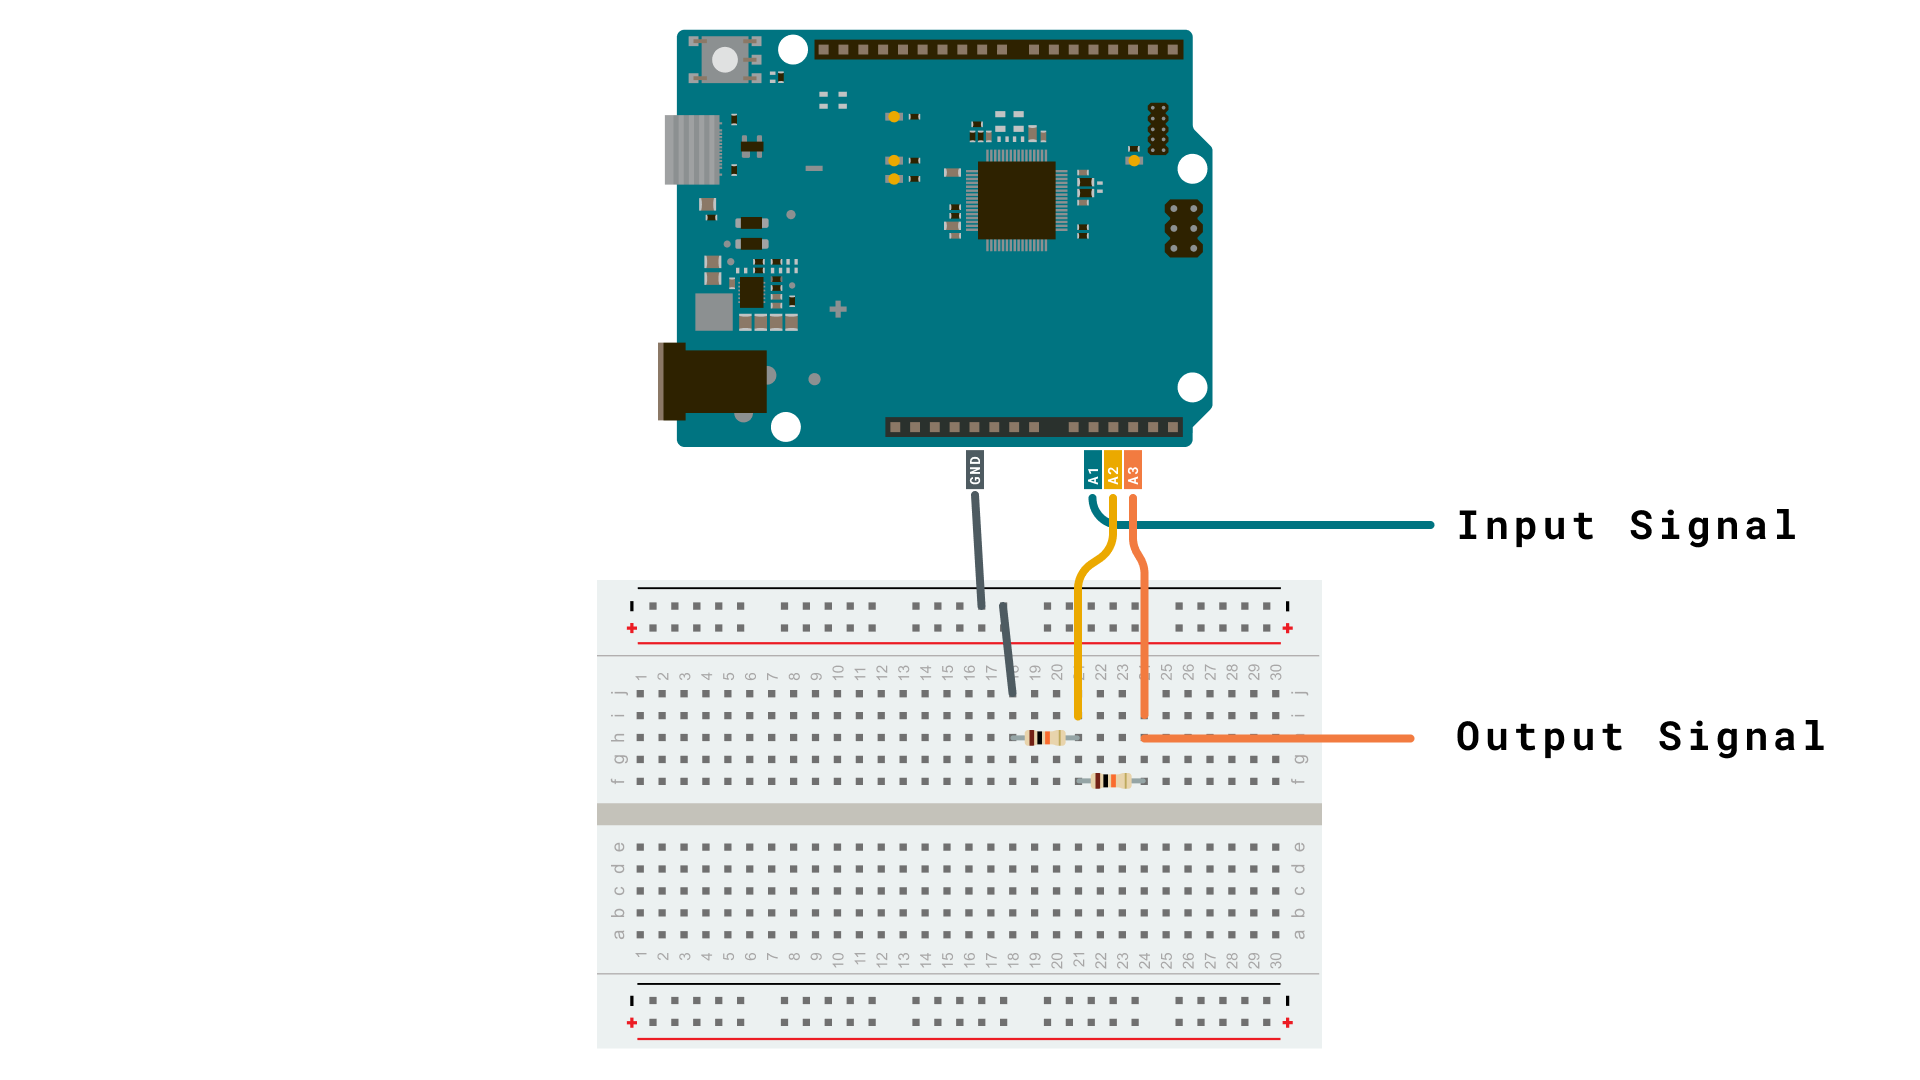 GND A1 A2 A3
Input Signal
- -
+ +
1 2 3 4 5 6 7 8 9 10 11 12 13 14 15 16 17 18 19 20 21 22 23 24 25 26 27 28 29 30
j j
i i
h
g g
f f
e e
d d
c c
b b
a a
1 2 3 4 5 6 7 8 9 10 11 12 13 14 15 16 17 18 19 20 21 22 23 24 25 26 27 28 29 30
- -
+ +
Output Signal